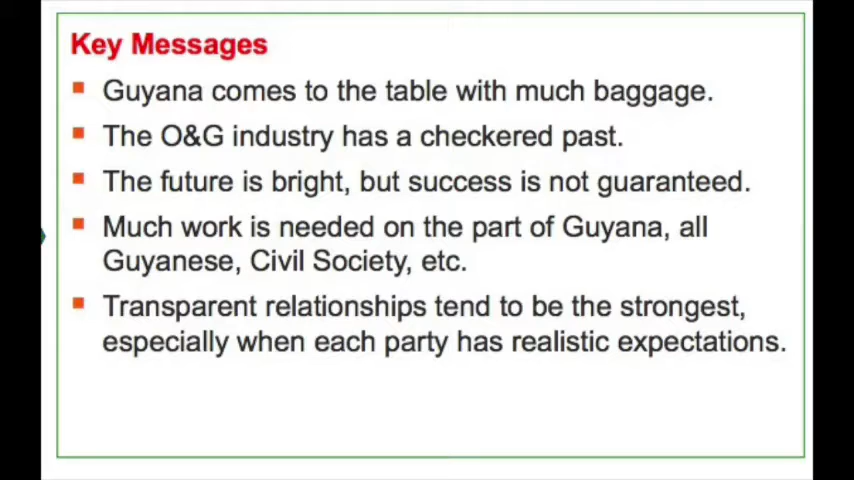 Key Messages
Guyana comes to the table with much baggage.
The O&G industry has a checkered past.
The future is bright, but success is not guaranteed.
Much work is needed on the part of Guyana, all
Guyanese, Civil Society, etc.
Transparent relationships tend to be the strongest,
especially when each party has realistic expectations.